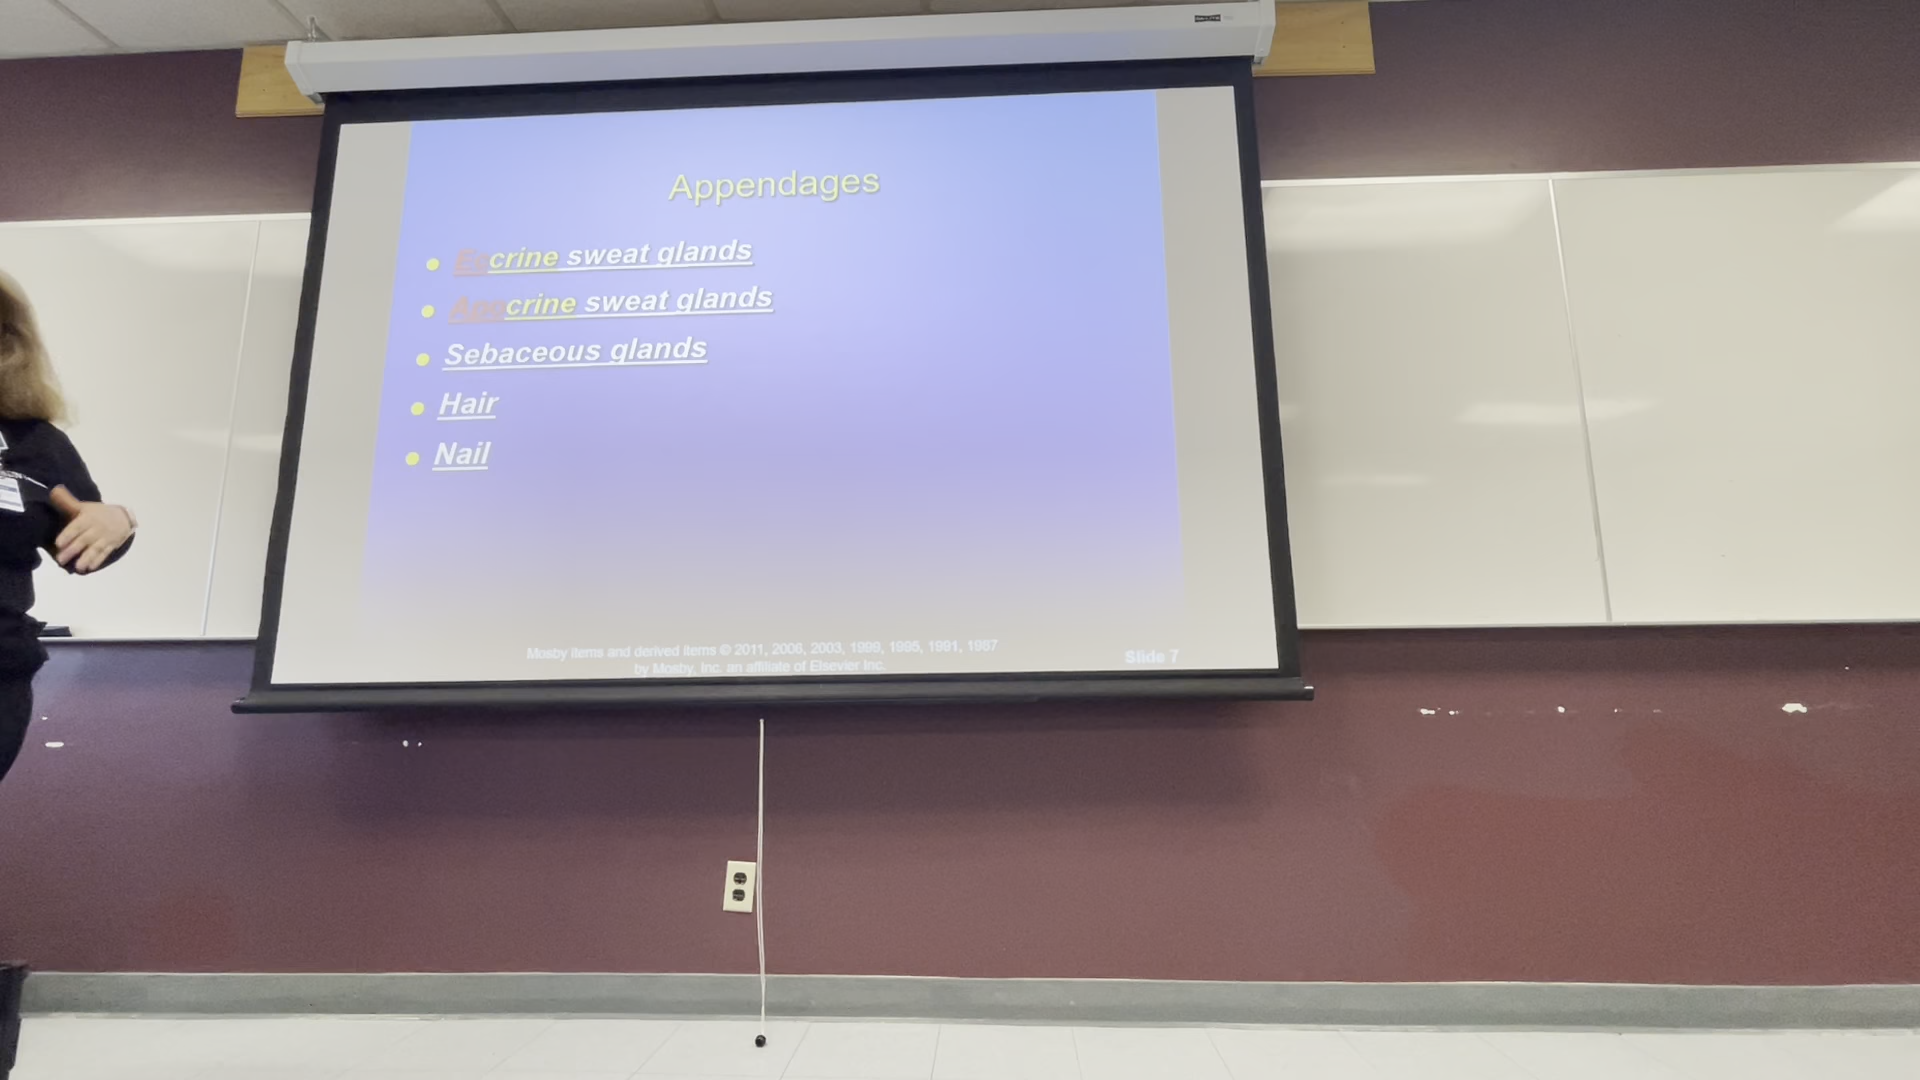 Appendages
Eccrine sweat glands
Apocrine sweat glands
Sebaceous glands
Hair
Nail
Mosby items and derived items © 2011, 2006, 2003, 1999, 1995, 1991, 1987
by Mosby, Inc. an affiliate of Elsevier Inc.
Slide 7